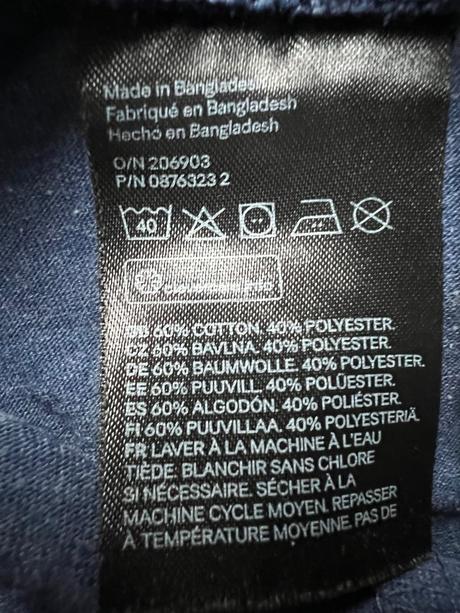 Made in Banglades
Fabriqué en Bangladesh
Hecho en Bangladesh
O/N 206903
P/N 0876323 2
40
GB 60% COTTON. 40% POLYESTER.
CZ 60% BAVLNA. 40% POLYESTER.
DE 60% BAUMWOLLE. 40% POLYESTER.
EE 60% PUUVILL. 40% POLÜESTER.
ES 60% ALGODÓN. 40% POLIÉSTER.
FI 60% PUUVILLAA. 40% POLYESTERIÄ.
FR LAVER À LA MACHINE À L'EAU
TIÈDE. BLANCHIR SANS CHLORE
SI NÉCESSAIRE. SÉCHER À LA
MACHINE CYCLE MOYEN. REPASSER
À TEMPÉRATURE MOYENNE. PAS DE